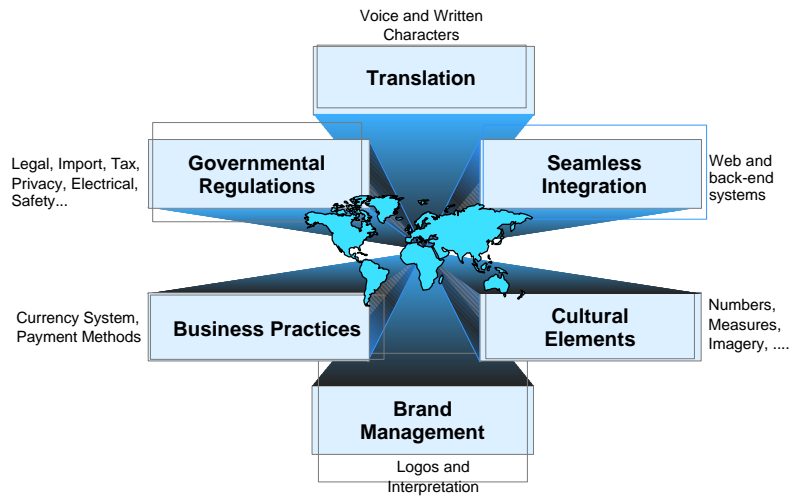 Voice and Written
Characters
Translation
Legal, Import, Tax,
Privacy, Electrical,
Safety...
Governmental
Regulations
Seamless
Integration
Web and
back-end
systems
Currency System,
Payment Methods
Business Practices
Cultural
Elements
Numbers,
Measures,
Imagery, ....
Brand
Management
Logos and
Interpretation